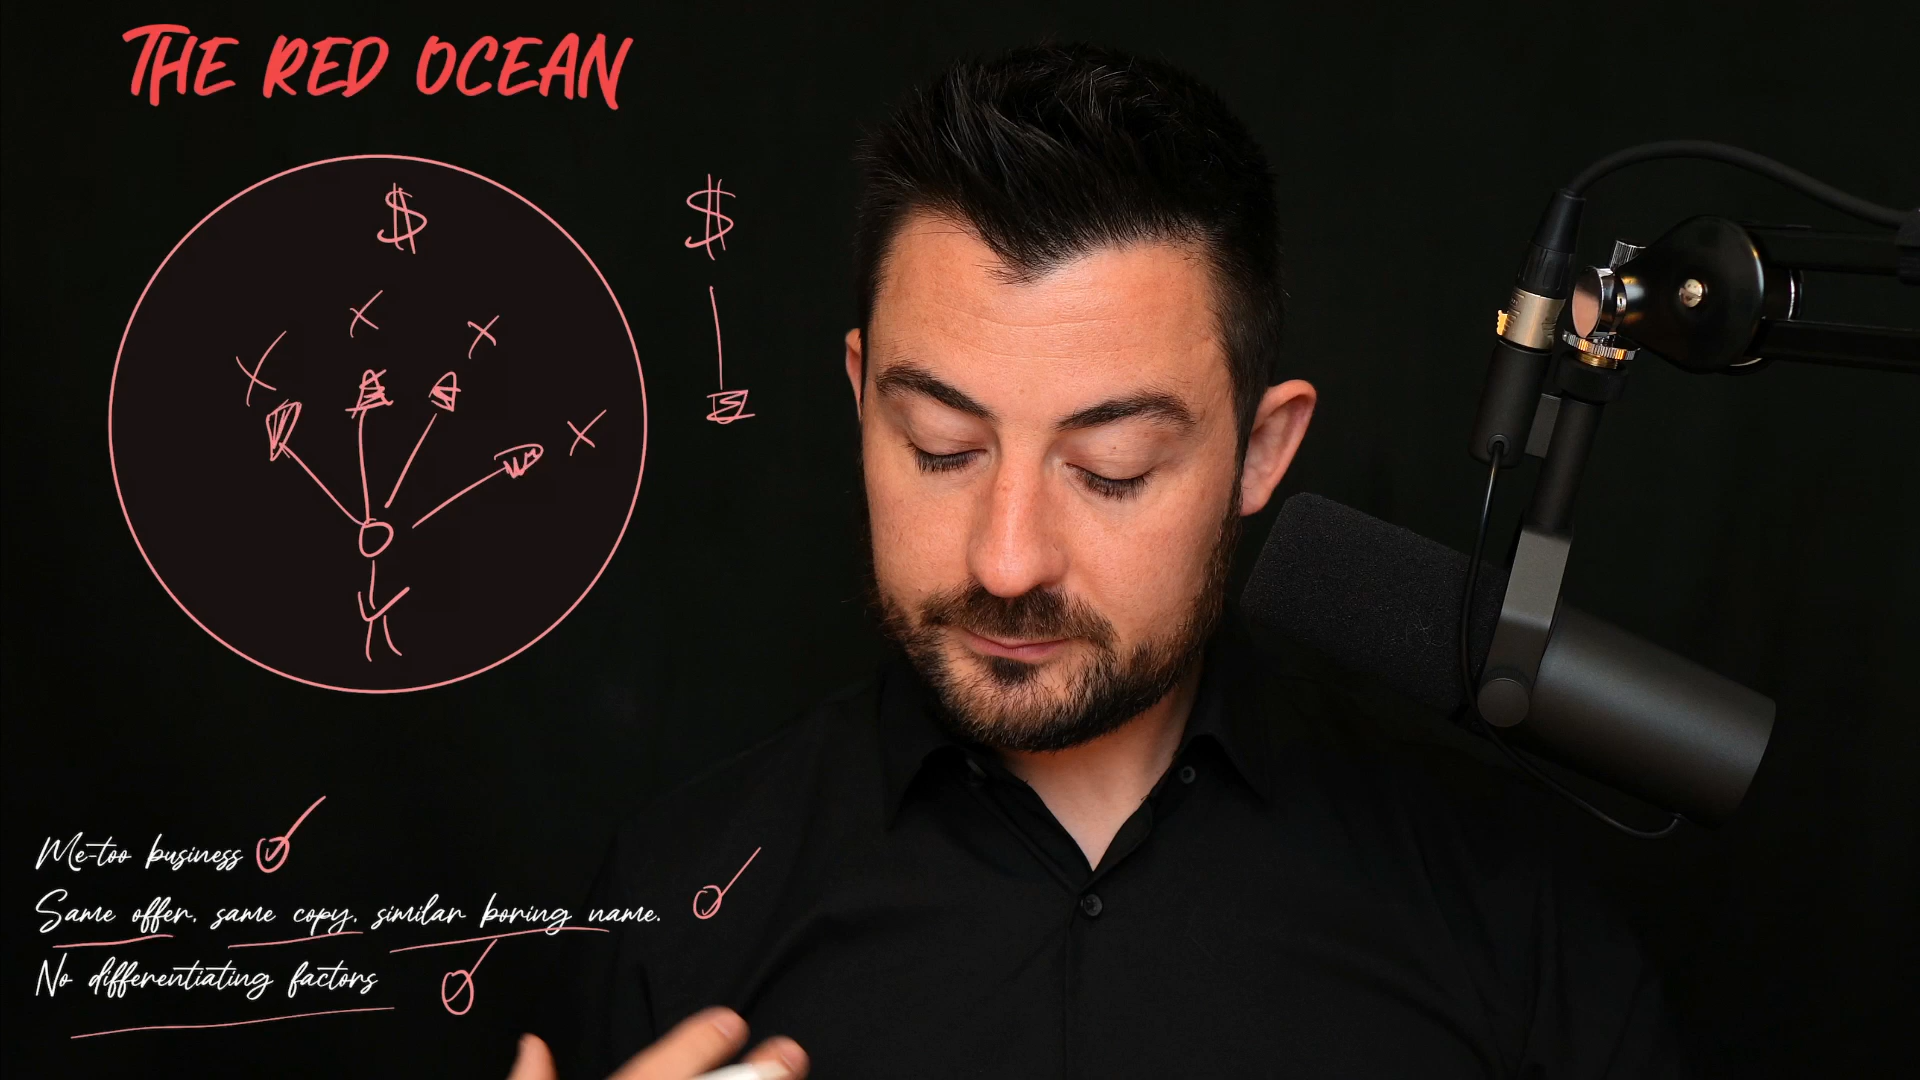 THE RED OCEAN
$ $
Me-too business
Same offer, same copy, similar boring name.
No differentiating factors